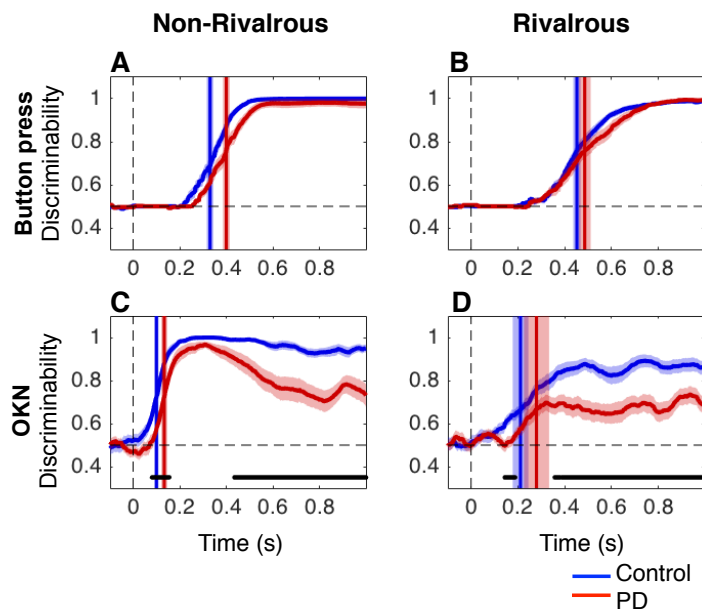 Non-Rivalrous
Rivalrous
A
B
Button press
Discriminability
1
0.8
0.6
0.4
0 0.2 0.4 0.6 0.8
1
0.8
0.6
0.4
0 0.2 0.4 0.6 0.8
C
D
OKN
Discriminability
1
0.8
0.6
0.4
0 0.2 0.4 0.6 0.8
1
0.8
0.6
0.4
0 0.2 0.4 0.6 0.8
Time (s)
Time (s)
Control
PD